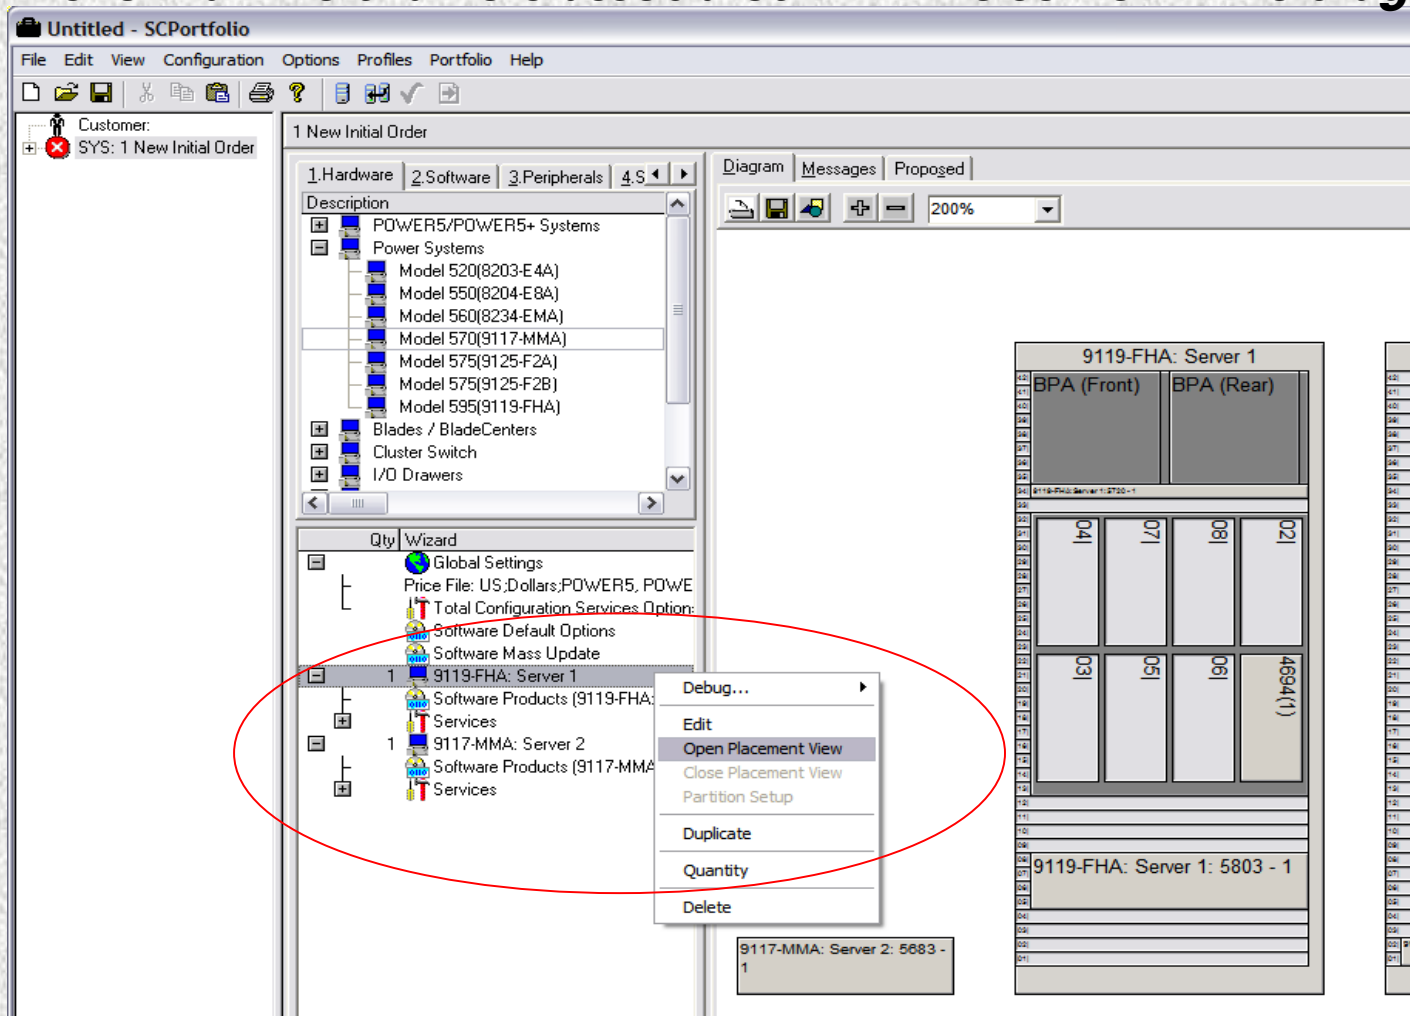 Untitled - SCPortfolio
File Edit View Configuration Options Profiles Portfolio Help
Customer:
SYS: 1 New Initial Order
1 New Initial Order
1.Hardware 2.Software 3.Peripherals 4.S
Description
POWER5/POWER5+ Systems
Power Systems
Model 520(8203-E4A)
Model 550(8204-E8A)
Model 560(8234-EMA)
Model 570(9117-MMA)
Model 575(9125-F2A)
Model 575(9125-F2B)
Model 595(9119-FHA)
Blades / BladeCenters
Cluster Switch
I/O Drawers
Qty Wizard
Global Settings
Price File: US;Dollars;POWER5, POWE
Total Configuration Services Option:
Software Default Options
Software Mass Update
1 9119-FHA: Server 1
Software Products (9119-FHA:
Services
1 9117-MMA: Server 2
Software Products (9117-MMA
Services
Debug...
Edit
Open Placement View
Close Placement View
Partition Setup
Duplicate
Quantity
Delete
Diagram Messages Proposed
200%
9119-FHA: Server 1
BPA (Front) BPA (Rear)
9119-FHA: Server 1: 5720 - 1
04| 07| 08| 02|
03| 05| 06| 4694(1)
9119-FHA: Server 1: 5803 - 1
9117-MMA: Server 2: 5683 -
1